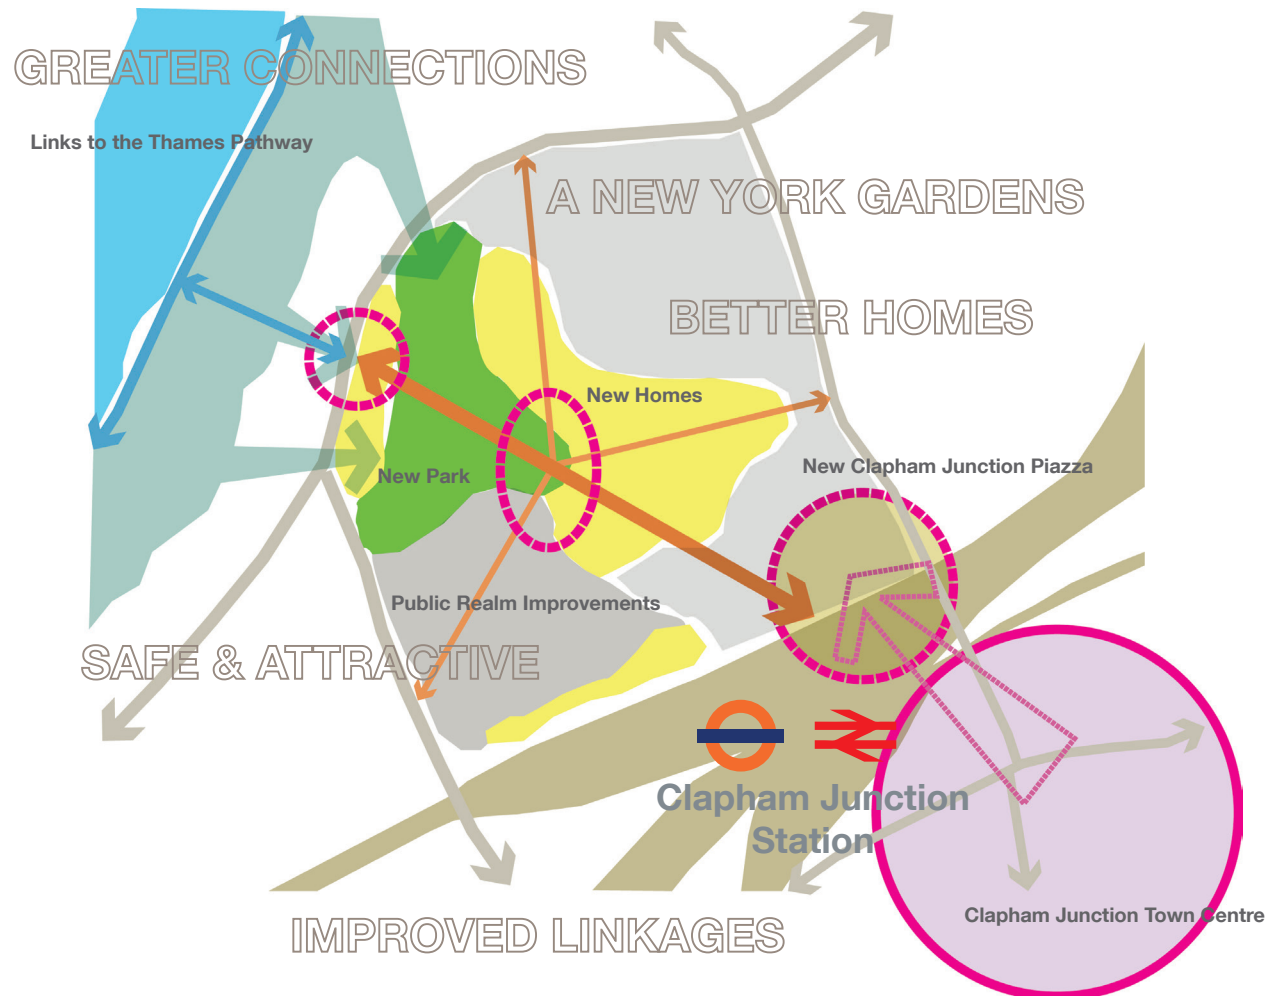 GREATER CONNECTIONS
Links to the Thames Pathway
A NEW YORK GARDENS
BETTER HOMES
New Homes
New Clapham Junction Piazza
New Park
Public Realm Improvements
SAFE & ATTRACTIVE
Clapham Junction
Station
Clapham Junction Town Centre
IMPROVED LINKAGES